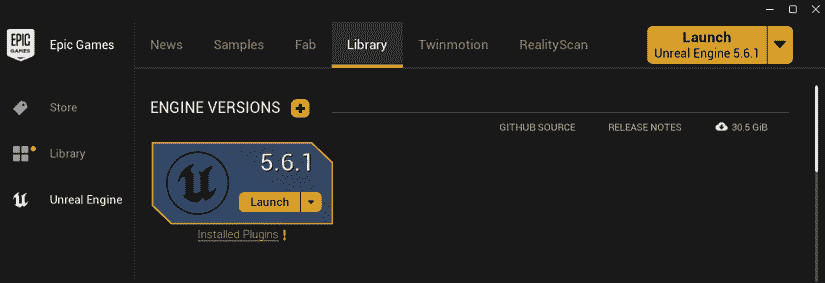 EPIC GAMES
Epic Games
News
Samples
Fab
Library
Twinmotion
RealityScan
Launch
Unreal Engine 5.6.1
Store
Library
Unreal Engine
ENGINE VERSIONS
GITHUB SOURCE
RELEASE NOTES
30.5 GiB
5.6.1
Launch
Installed Plugins !